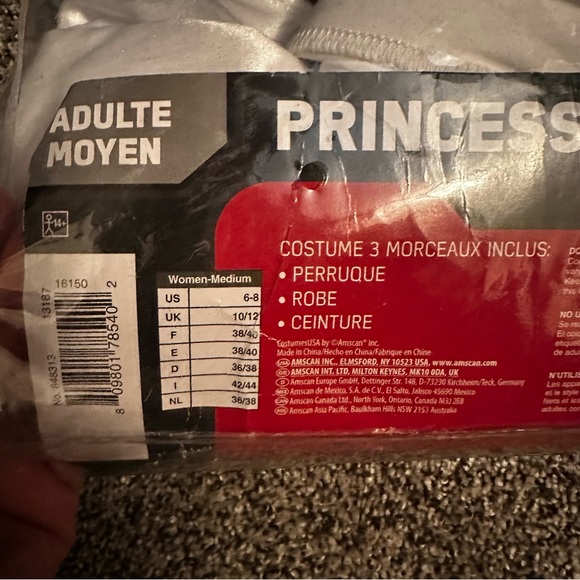 ADULTE
MOYEN
PRINCESS
14+
16150
13187
No. 848313
8 09801 78540 2
Women-Medium
US 6-8
UK 10/12
F 38/40
E 38/40
D 36/38
I 42/44
NL 36/38
COSTUME 3 MORCEAUX INCLUS:
• PERRUQUE
• ROBE
• CEINTURE
CostumesUSA by ©Amscan® Inc.
Made in China/Hecho en China/Fabriqué en Chine
AMSCAN INC., ELMSFORD, NY 10523 USA, www.amscan.com
AMSCAN INT. LTD, MILTON KEYNES, MK10 0DA, UK
Amscan Europe GmbH, Dettinger Str. 148, D-73230 Kirchheim/Teck, Germany
Amscan de Mexico, S.A. de C.V., El Salto, Jalisco 45690 Mexico
Amscan Canada Ltd., North York, Ontario, Canada M3J 2E8
Amscan Asia Pacific, Baulkham Hills NSW 2153 Australia
NO U
N'UTILIS